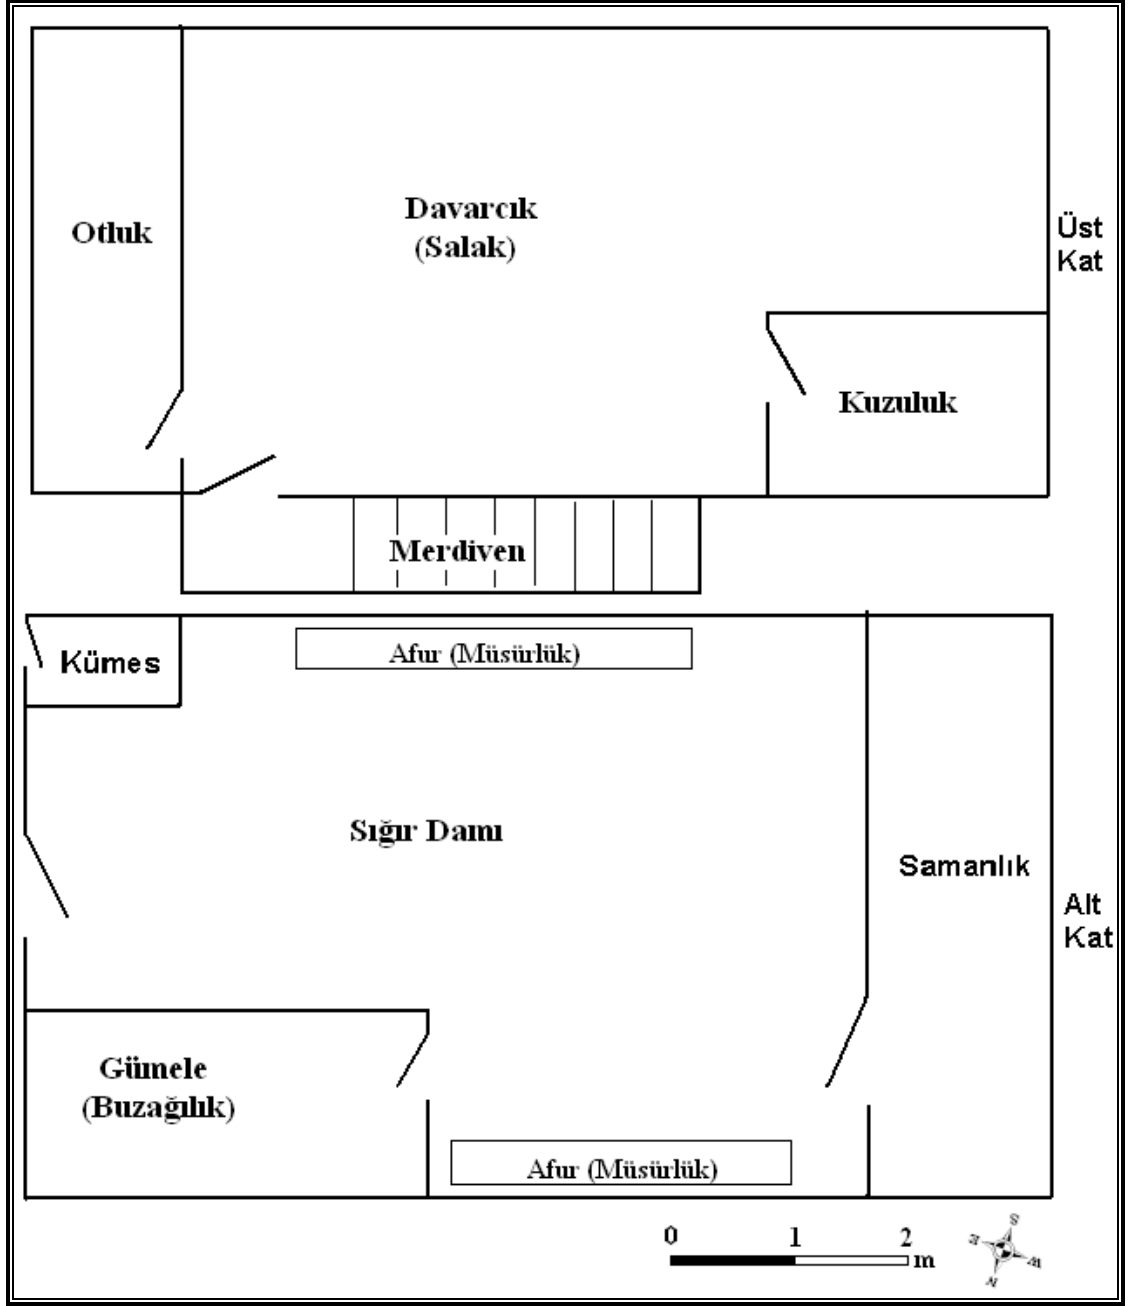 Otluk
Davarcık
(Salak)
Üst
Kat
Kuzuluk
Merdiven
Kümes
Afur (Müsürlük)
Sığır Damı
Samanlık
Alt
Kat
Gümele
(Buzağılık)
Afur (Müsürlük)
0 1 2
m
S
E
W
N